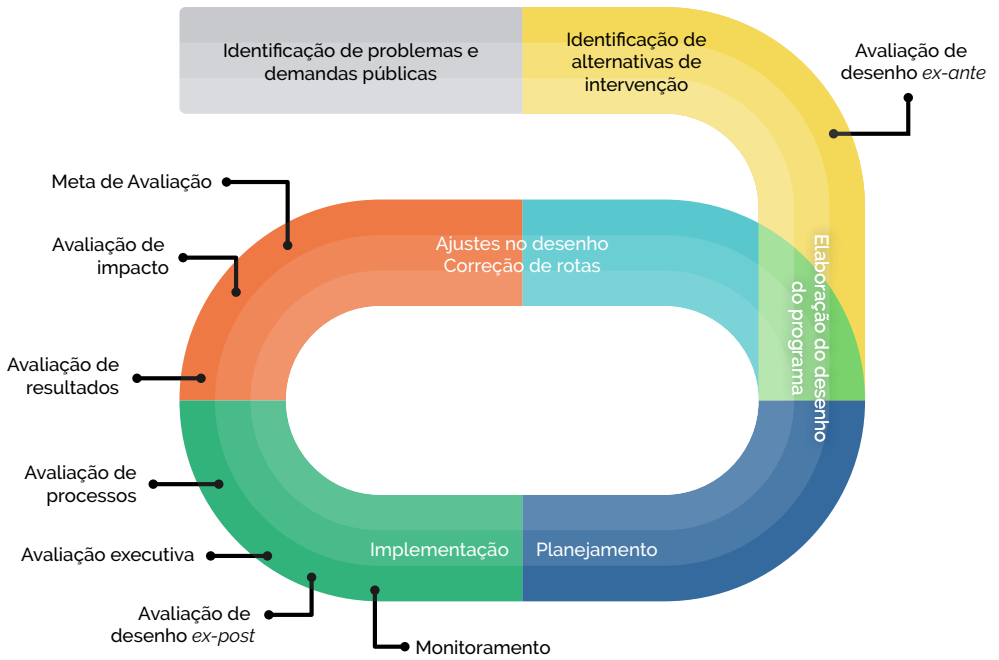 Identificação de problemas e
demandas públicas
Identificação de
alternativas de
intervenção
Avaliação de
desenho ex-ante
Meta de Avaliação
Avaliação de
impacto
Ajustes no desenho
Correção de rotas
Elaboração do desenho
do programa
Avaliação de
resultados
Avaliação de
processos
Avaliação executiva
Implementação
Planejamento
Avaliação de
desenho ex-post
Monitoramento